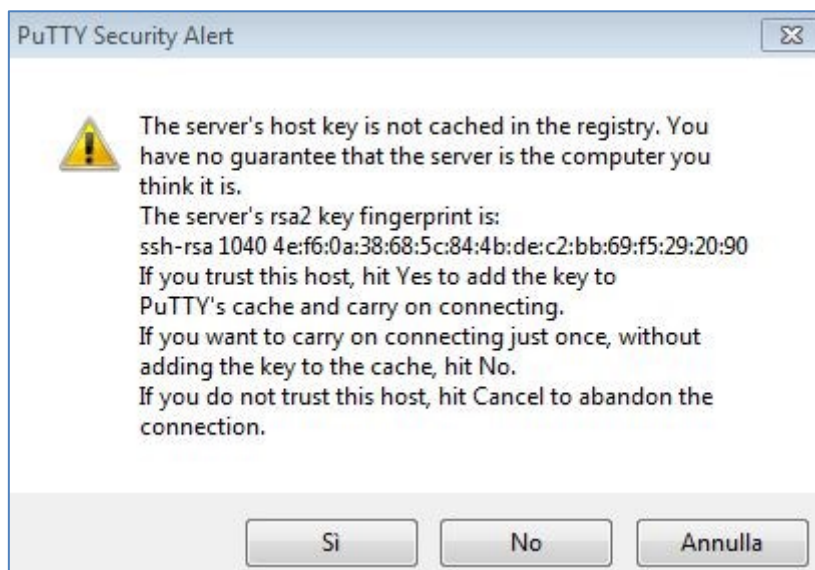 PuTTY Security Alert
The server's host key is not cached in the registry. You
have no guarantee that the server is the computer you
think it is.
The server's rsa2 key fingerprint is:
ssh-rsa 1040 4e:f6:0a:38:68:5c:84:4b:de:c2:bb:69:f5:29:20:90
If you trust this host, hit Yes to add the key to
PuTTY's cache and carry on connecting.
If you want to carry on connecting just once, without
adding the key to the cache, hit No.
If you do not trust this host, hit Cancel to abandon the
connection.
Sì
No
Annulla